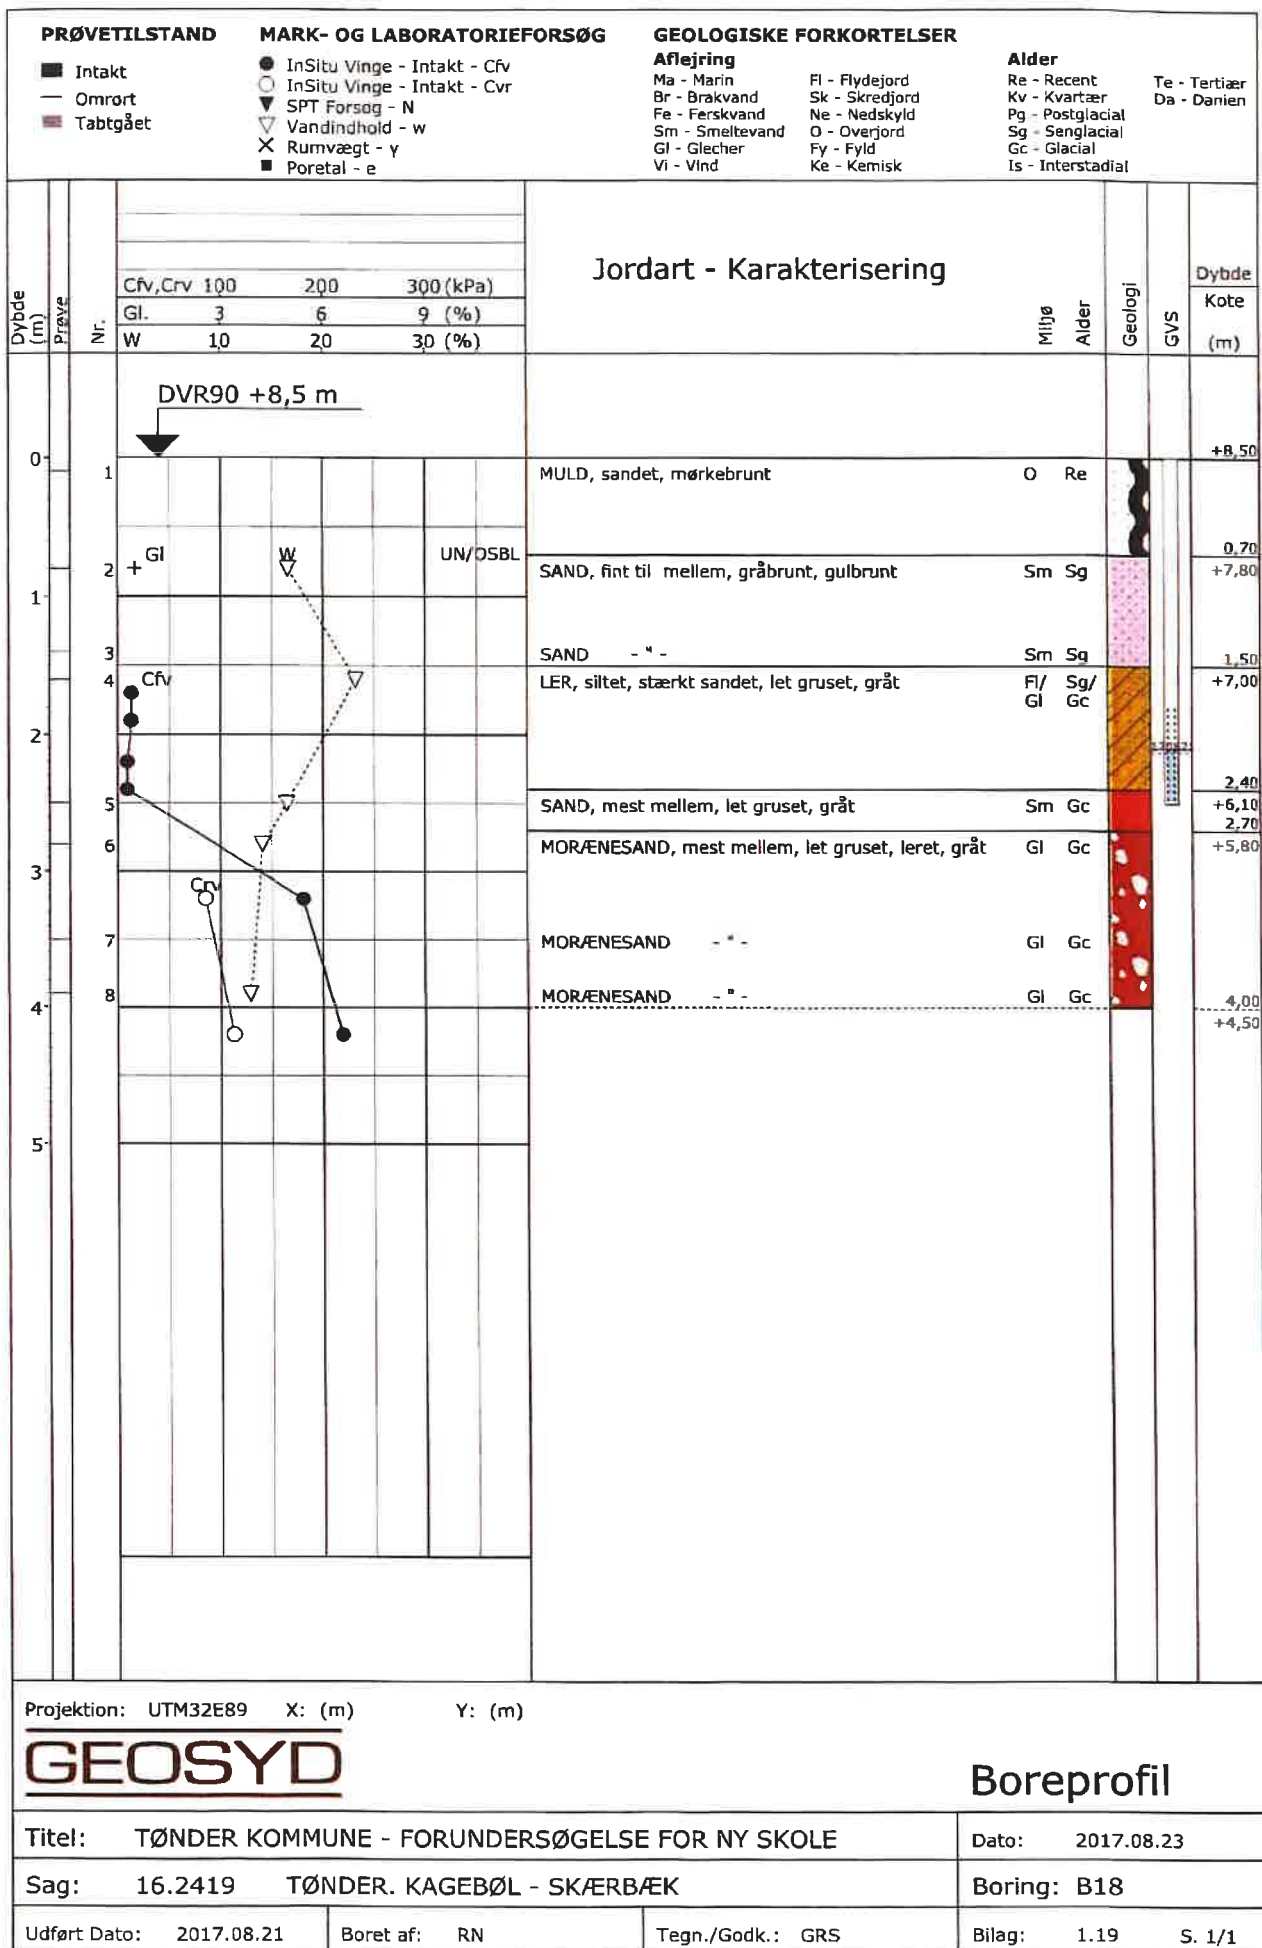 PRØVETILSTAND
Intakt
Omrørt
Tabtgået
MARK- OG LABORATORIEFORSØG
InSitu Vinge - Intakt - Cfv
InSitu Vinge - Intakt - Cvr
SPT Forsøg - N
Vandindhold - w
Rumvægt - γ
Poretal - e
GEOLOGISKE FORKORTELSER
Aflejring
Ma - Marin
Br - Brakvand
Fe - Ferskvand
Sm - Smeltevand
Gl - Glecher
Vi - Vind
Fl - Flydejord
Sk - Skredjord
Ne - Nedskyld
O - Overjord
Fy - Fyld
Ke - Kemisk
Alder
Re - Recent
Kv - Kvartær
Pg - Postglacial
Sg - Senglacial
Gc - Glacial
Is - Interstadial
Te - Tertiær
Da - Danien
Dybde (m)
Prøve
Nr.
Cfv,Crv 100 200 300 (kPa)
Gl. 3 6 9 (%)
W 10 20 30 (%)
Jordart - Karakterisering
Miljø
Alder
Geologi
GVS
Dybde
Kote
(m)
DVR90 +8,5 m
+8,50
0
1 MULD, sandet, mørkebrunt O Re
0,70
Gl W UN/OSBL
2 SAND, fint til mellem, gråbrunt, gulbrunt Sm Sg +7,80
1
3 SAND - " - Sm Sg 1,50
4 Cfv LER, siltet, stærkt sandet, let gruset, gråt Fl/ Sg/ +7,00
Gl Gc
2
2,40
5 SAND, mest mellem, let gruset, gråt Sm Gc +6,10
2,70
6 MORÆNESAND, mest mellem, let gruset, leret, gråt Gl Gc +5,80
3
Crv
7 MORÆNESAND - " - Gl Gc
8 MORÆNESAND - " - Gl Gc
4 4,00
+4,50
5
Projektion: UTM32E89 X: (m) Y: (m)
GEOSYD
Boreprofil
Titel: TØNDER KOMMUNE - FORUNDERSØGELSE FOR NY SKOLE
Dato: 2017.08.23
Sag: 16.2419 TØNDER. KAGEBØL - SKÆRBÆK
Boring: B18
Udført Dato: 2017.08.21 Boret af: RN Tegn./Godk.: GRS Bilag: 1.19 S. 1/1